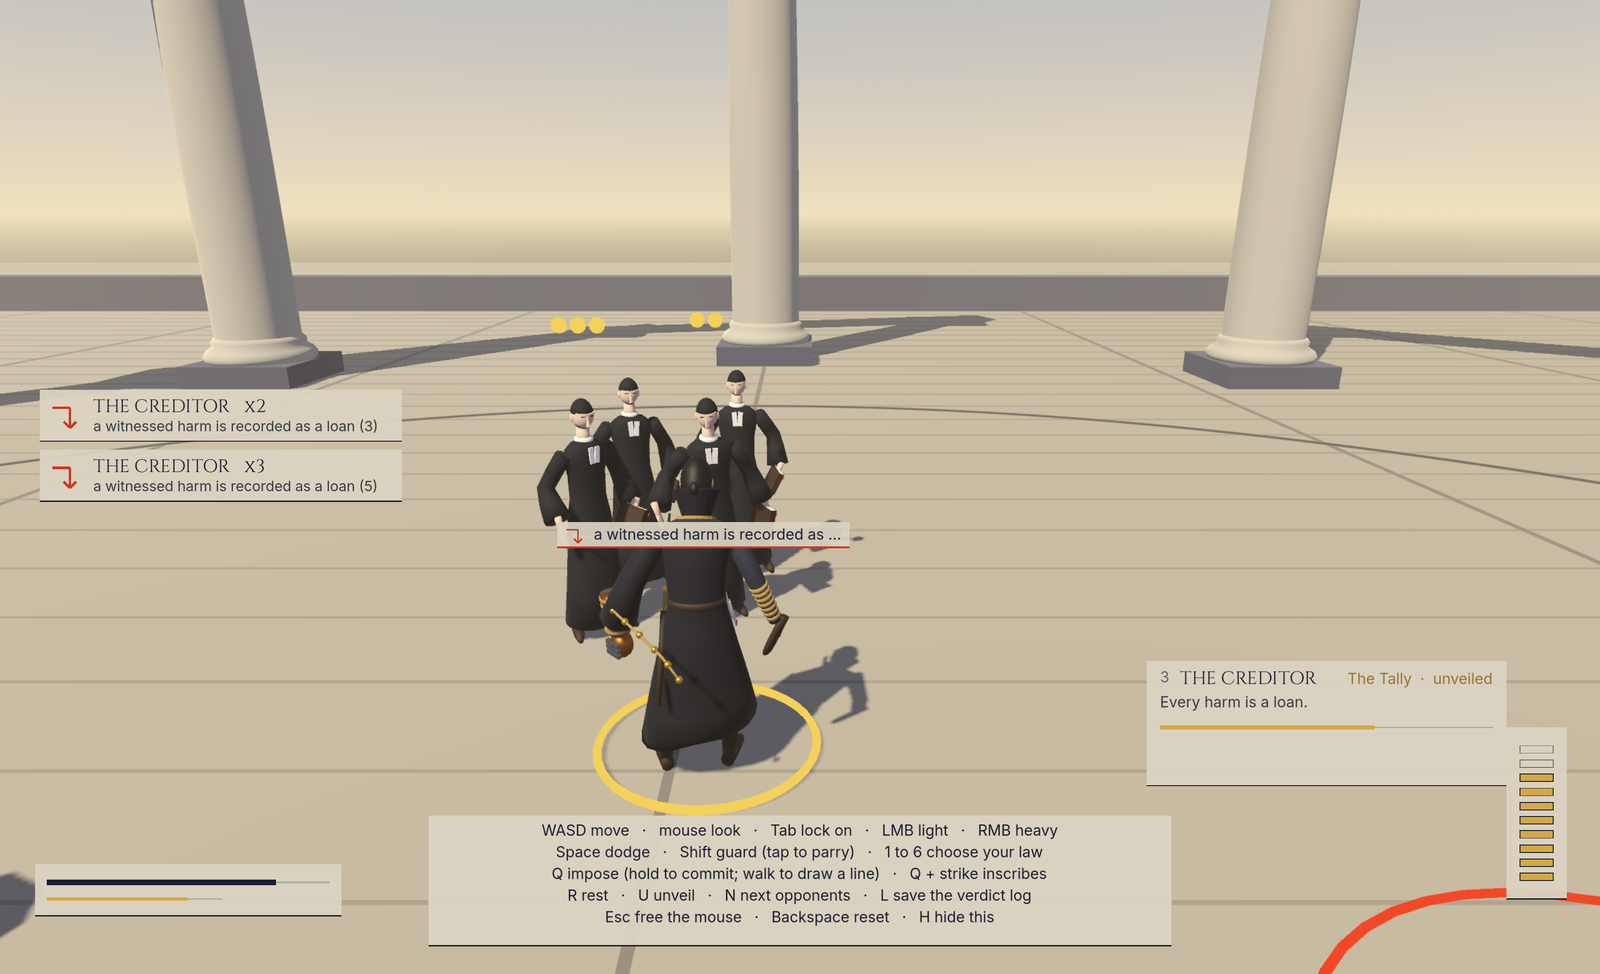 THE CREDITOR x2
a witnessed harm is recorded as a loan (3)
THE CREDITOR x3
a witnessed harm is recorded as a loan (5)
a witnessed harm is recorded as ...
3 THE CREDITOR The Tally · unveiled
Every harm is a loan.
WASD move · mouse look · Tab lock on · LMB light · RMB heavy
Space dodge · Shift guard (tap to parry) · 1 to 6 choose your law
Q impose (hold to commit; walk to draw a line) · Q + strike inscribes
R rest · U unveil · N next opponents · L save the verdict log
Esc free the mouse · Backspace reset · H hide this